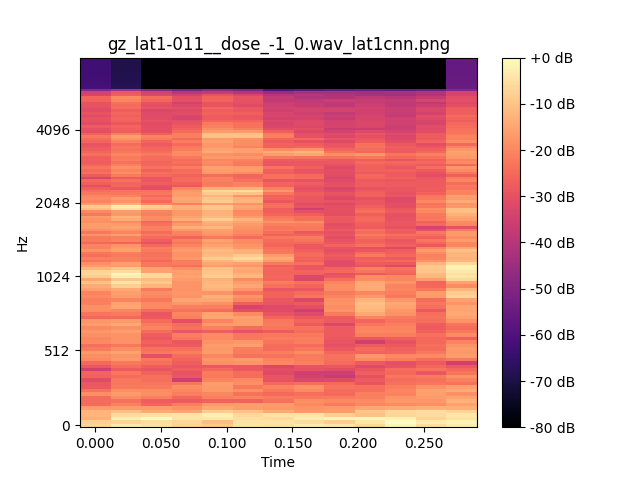 gz_lat1-011__dose_-1_0.wav_lat1cnn.png
+0 dB
-10 dB
-20 dB
-30 dB
-40 dB
-50 dB
-60 dB
-70 dB
-80 dB
4096
2048
1024
512
0
Hz
0.000 0.050 0.100 0.150 0.200 0.250
Time